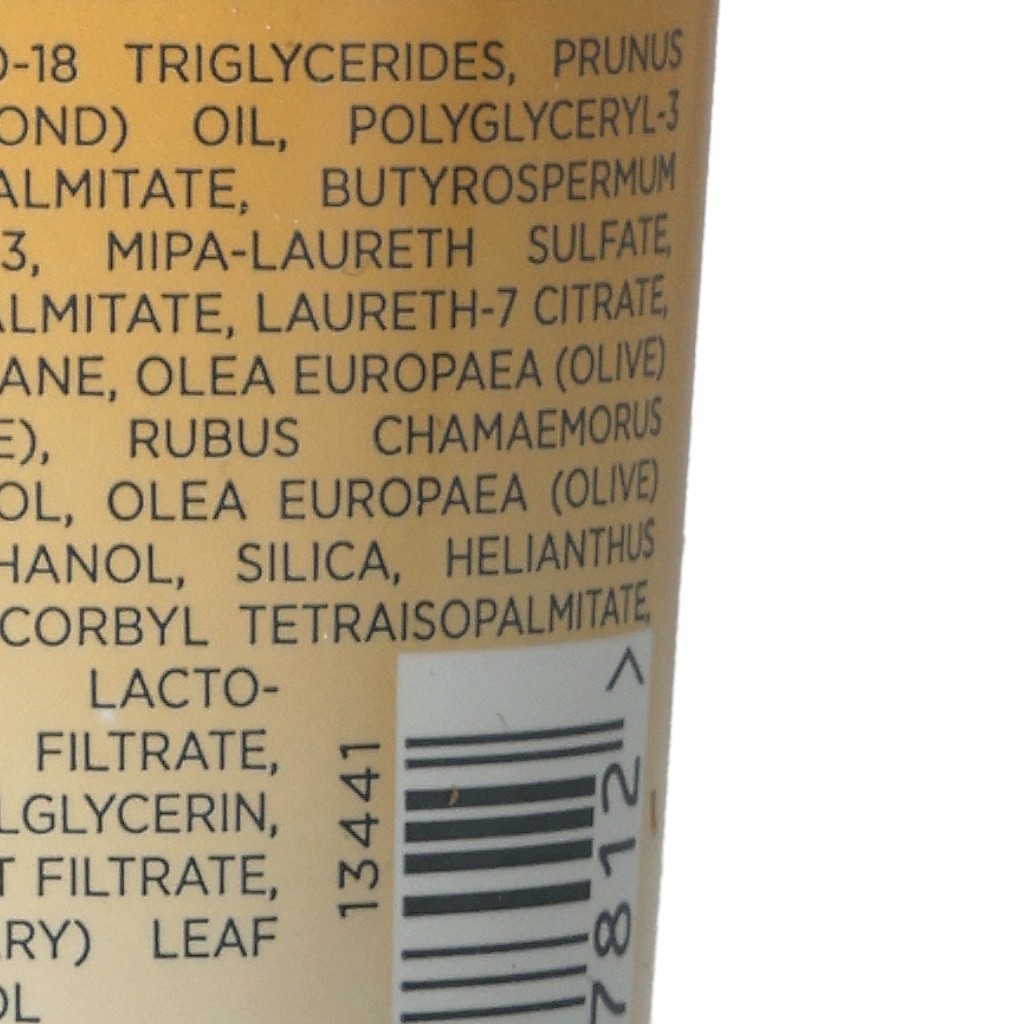 O-18 TRIGLYCERIDES, PRUNUS
OND) OIL, POLYGLYCERYL-3
ALMITATE, BUTYROSPERMUM
3, MIPA-LAURETH SULFATE,
ALMITATE, LAURETH-7 CITRATE,
ANE, OLEA EUROPAEA (OLIVE)
E), RUBUS CHAMAEMORUS
OL, OLEA EUROPAEA (OLIVE)
HANOL, SILICA, HELIANTHUS
CORBYL TETRAISOPALMITATE,
LACTO-
FILTRATE,
LGLYCERIN,
T FILTRATE,
RY) LEAF
OL
13441
7812 >